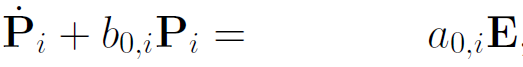 Ṗ_i + b_{0,i}P_i = a_{0,i}E,